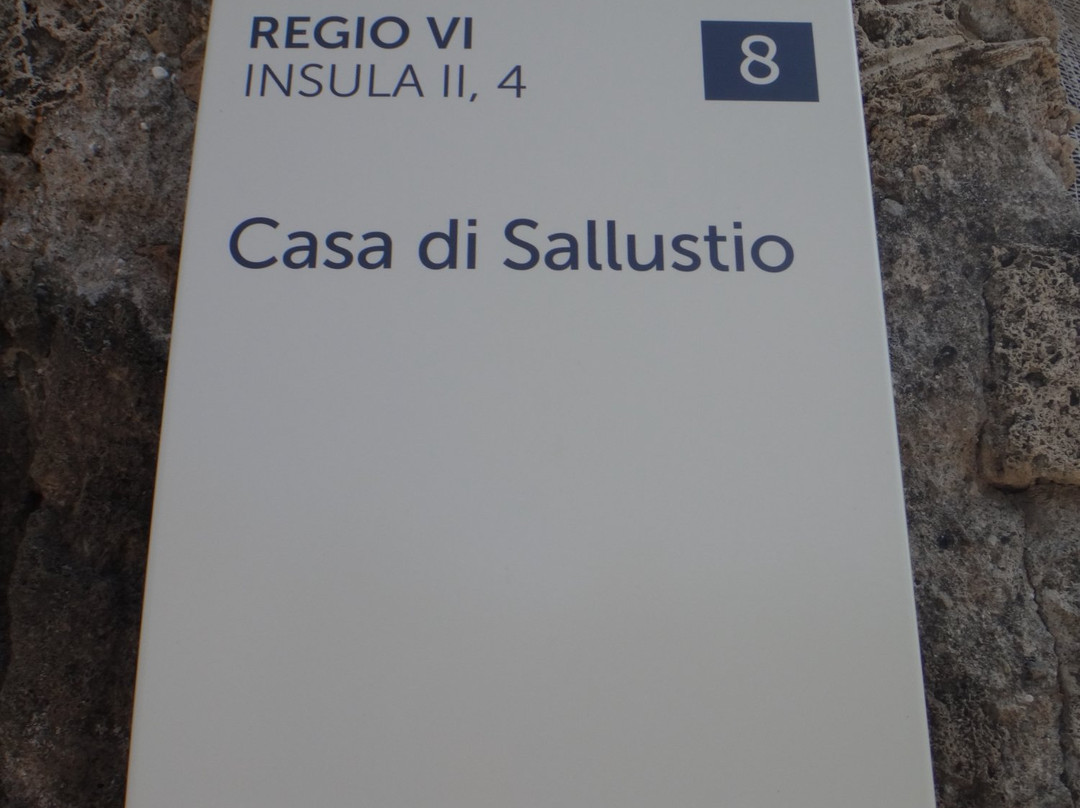 REGIO VI
INSULA II, 4
8
Casa di Sallustio